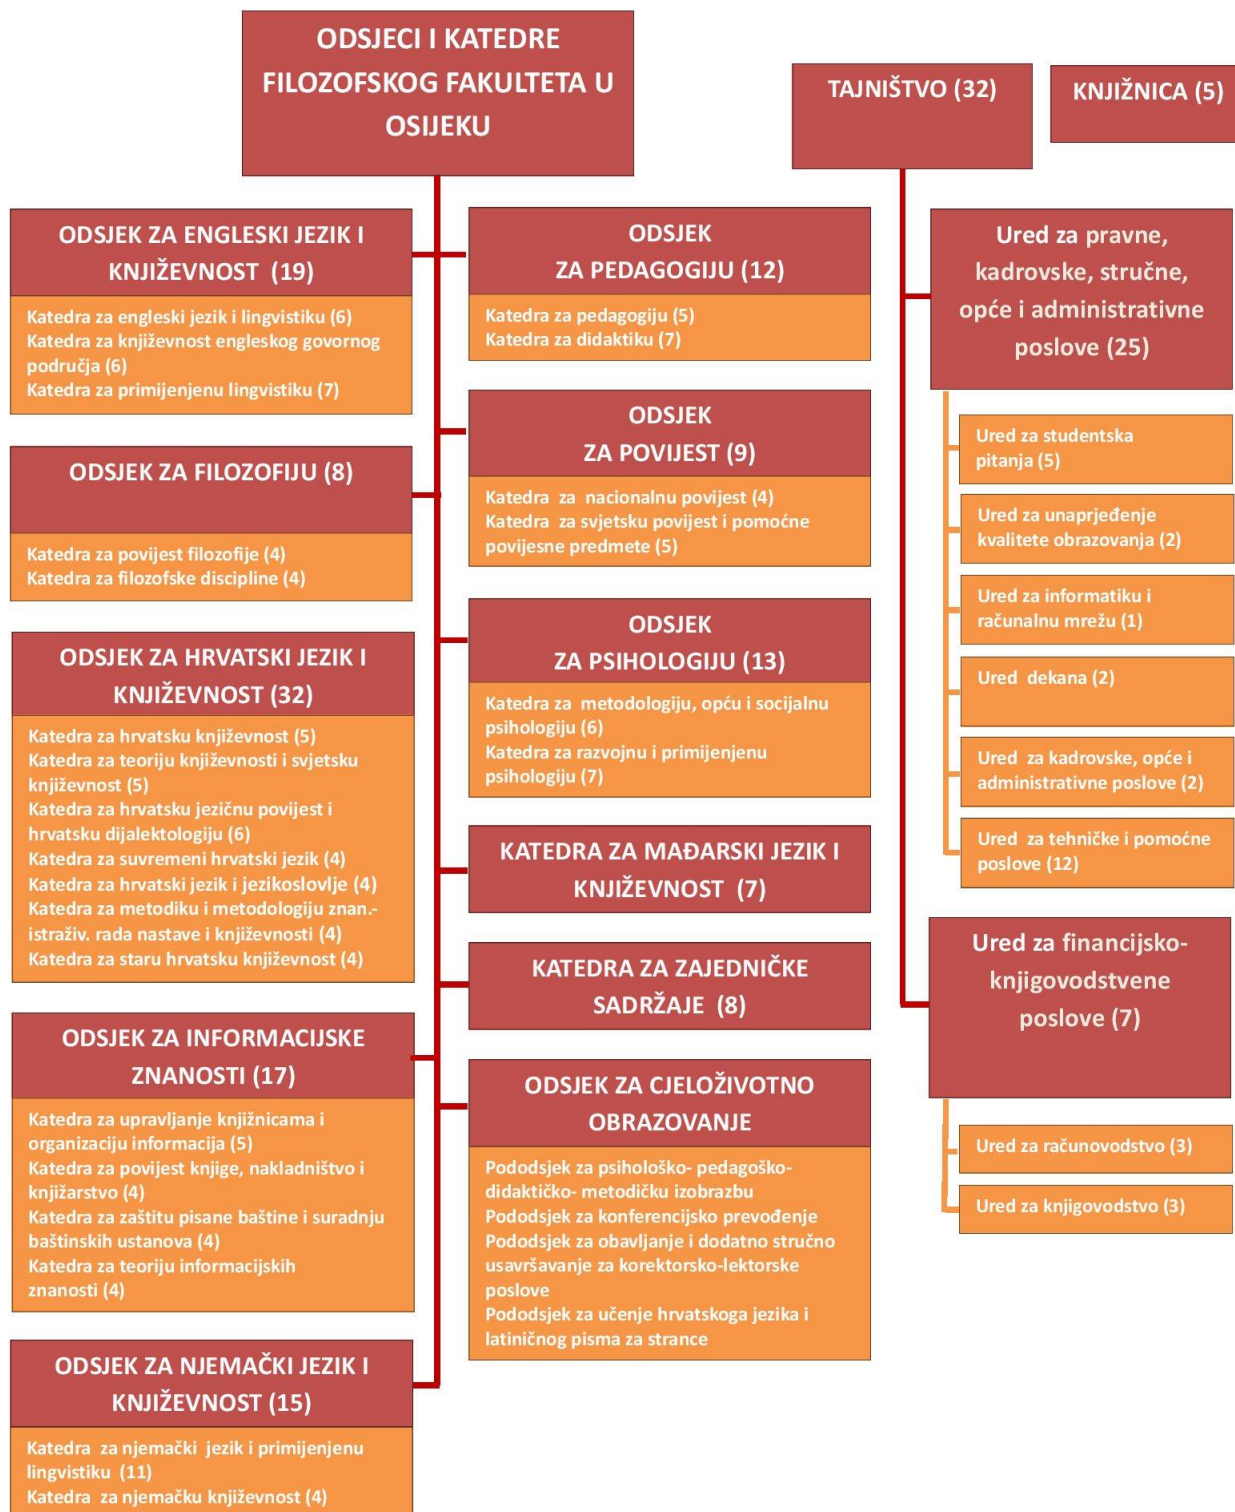 ODSJECI I KATEDRE
FILOZOFSKOG FAKULTETA U
OSIJEKU
TAJNIŠTVO (32)
KNJIŽNICA (5)
ODSJEK ZA ENGLESKI JEZIK I
KNJIŽEVNOST (19)
Katedra za engleski jezik i lingvistiku (6)
Katedra za književnost engleskog govornog
područja (6)
Katedra za primijenjenu lingvistiku (7)
ODSJEK ZA FILOZOFIJU (8)
Katedra za povijest filozofije (4)
Katedra za filozofske discipline (4)
ODSJEK ZA HRVATSKI JEZIK I
KNJIŽEVNOST (32)
Katedra za hrvatsku književnost (5)
Katedra za teoriju književnosti i svjetsku
književnost (5)
Katedra za hrvatsku jezičnu povijest i
hrvatsku dijalektologiju (6)
Katedra za suvremeni hrvatski jezik (4)
Katedra za hrvatski jezik i jezikoslovlje (4)
Katedra za metodiku i metodologiju znan.-
istraživ. rada nastave i književnosti (4)
Katedra za staru hrvatsku književnost (4)
ODSJEK ZA INFORMACIJSKE
ZNANOSTI (17)
Katedra za upravljanje knjižnicama i
organizaciju informacija (5)
Katedra za povijest knjige, nakladništvo i
knjižarstvo (4)
Katedra za zaštitu pisane baštine i suradnju
baštinskih ustanova (4)
Katedra za teoriju informacijskih
znanosti (4)
ODSJEK ZA NJEMAČKI JEZIK I
KNJIŽEVNOST (15)
Katedra za njemački jezik i primijenjenu
lingvistiku (11)
Katedra za njemačku književnost (4)
ODSJEK
ZA PEDAGOGIJU (12)
Katedra za pedagogiju (5)
Katedra za didaktiku (7)
ODSJEK
ZA POVIJEST (9)
Katedra za nacionalnu povijest (4)
Katedra za svjetsku povijest i pomoćne
povijesne predmete (5)
ODSJEK
ZA PSIHOLOGIJU (13)
Katedra za metodologiju, opću i socijalnu
psihologiju (6)
Katedra za razvojnu i primijenjenu
psihologiju (7)
KATEDRA ZA MAĐARSKI JEZIK I
KNJIŽEVNOST (7)
KATEDRA ZA ZAJEDNIČKE
SADRŽAJE (8)
ODSJEK ZA CJELOŽIVOTNO
OBRAZOVANJE
Pododsjek za psihološko- pedagoško-
didaktičko- metodičku izobrazbu
Pododsjek za konferencijsko prevođenje
Pododsjek za obavljanje i dodatno stručno
usavršavanje za korektorsko-lektorske
poslove
Pododsjek za učenje hrvatskoga jezika i
latiničnog pisma za strance
Ured za pravne,
kadrovske, stručne,
opće i administrativne
poslove (25)
Ured za studentska
pitanja (5)
Ured za unaprjeđenje
kvalitete obrazovanja (2)
Ured za informatiku i
računalnu mrežu (1)
Ured dekana (2)
Ured za kadrovske, opće i
administrativne poslove (2)
Ured za tehničke i pomoćne
poslove (12)
Ured za financijsko-
knjigovodstvene
poslove (7)
Ured za računovodstvo (3)
Ured za knjigovodstvo (3)